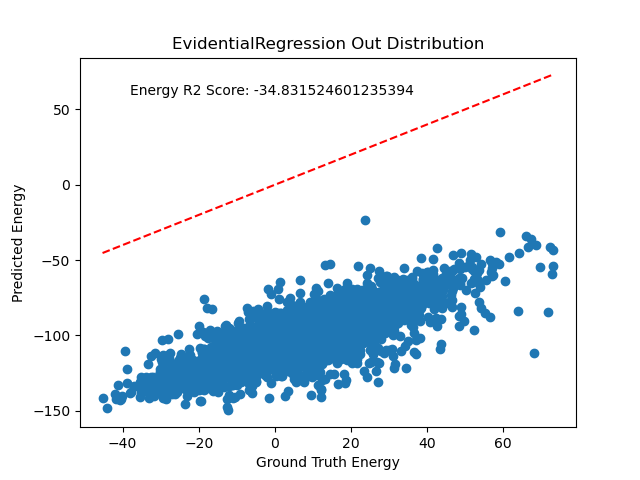 EvidentialRegression Out Distribution
Energy R2 Score: -34.831524601235394
50
0
−50
−100
−150
Predicted Energy
−40
−20
0
20
40
60
Ground Truth Energy